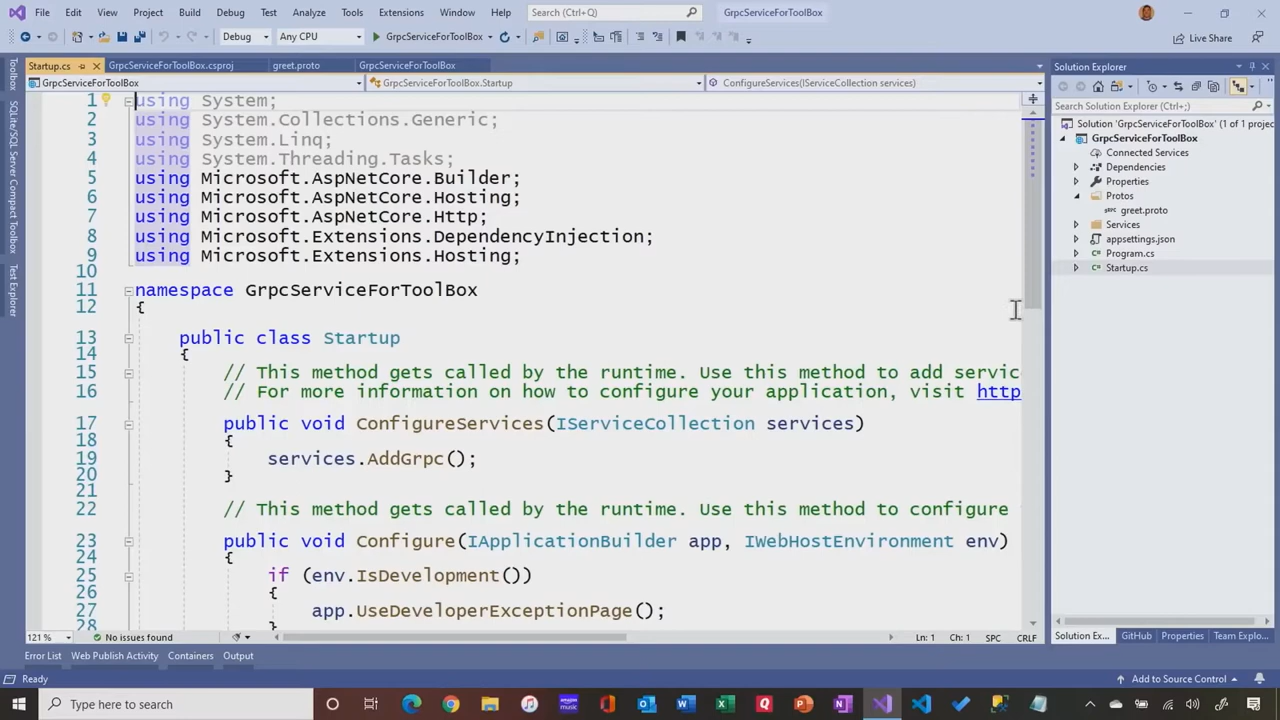 File Edit View Project Build Debug Test Analyze Tools Extensions Window Help Search (Ctrl+Q) GrpcServiceForToolBox
Debug Any CPU GrpcServiceForToolBox Live Share
Startup.cs GrpcServiceForToolBox.csproj greet.proto GrpcServiceForToolBox
GrpcServiceForToolBox GrpcServiceForToolBox.Startup ConfigureServices(IServiceCollection services)
Toolbox
SQLite/SQL Server Compact Toolbox
Test Explorer
1 using System;
2 using System.Collections.Generic;
3 using System.Linq;
4 using System.Threading.Tasks;
5 using Microsoft.AspNetCore.Builder;
6 using Microsoft.AspNetCore.Hosting;
7 using Microsoft.AspNetCore.Http;
8 using Microsoft.Extensions.DependencyInjection;
9 using Microsoft.Extensions.Hosting;
10
11 namespace GrpcServiceForToolBox
12 {
13 public class Startup
14 {
15 // This method gets called by the runtime. Use this method to add servic
16 // For more information on how to configure your application, visit http
17 public void ConfigureServices(IServiceCollection services)
18 {
19 services.AddGrpc();
20 }
21
22 // This method gets called by the runtime. Use this method to configure
23 public void Configure(IApplicationBuilder app, IWebHostEnvironment env)
24 {
25 if (env.IsDevelopment())
26 {
27 app.UseDeveloperExceptionPage();
28 }
121 % No issues found Ln: 1 Ch: 1 SPC CRLF
Solution Explorer
Search Solution Explorer (Ctrl+;)
Solution 'GrpcServiceForToolBox' (1 of 1 projec
GrpcServiceForToolBox
Connected Services
Dependencies
Properties
Protos
greet.proto
Services
appsettings.json
Program.cs
Startup.cs
Solution Ex... GitHub Properties Team Explo...
Error List Web Publish Activity Containers Output
Ready Add to Source Control
Type here to search